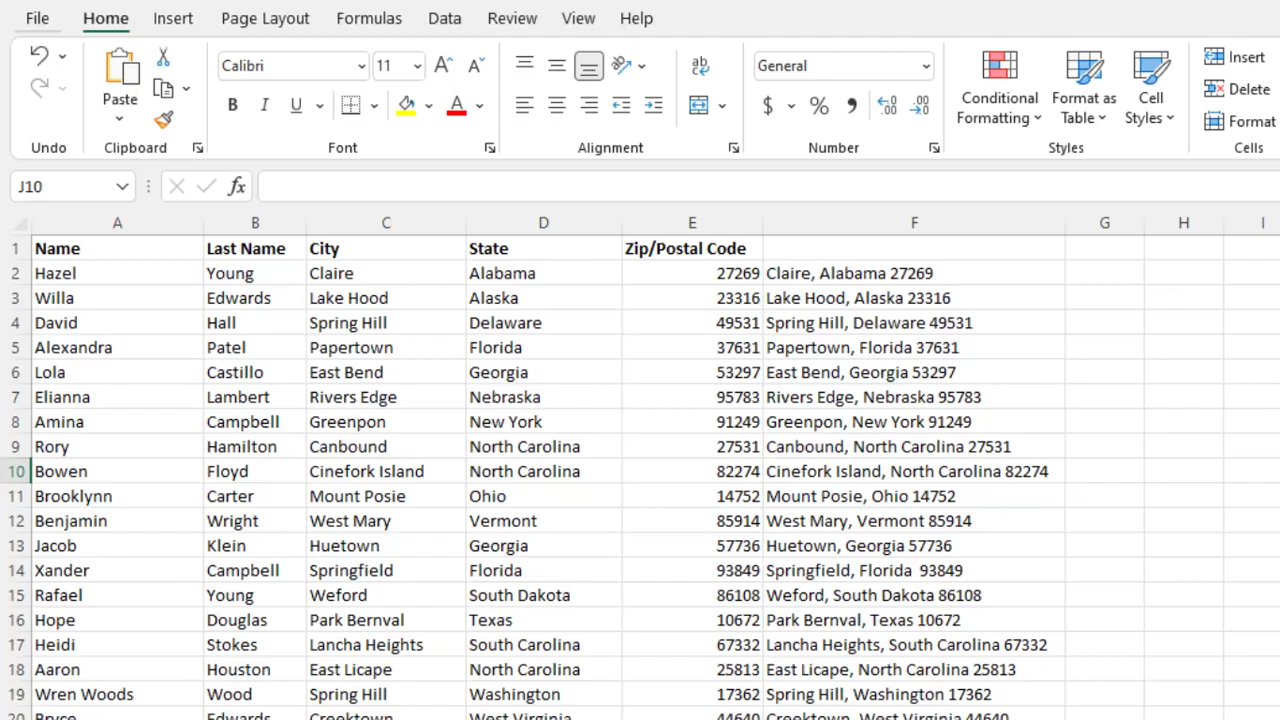 File Home Insert Page Layout Formulas Data Review View Help
Calibri 11 A A ab General Insert
Paste B I U A $ % Conditional Formatting Format as Table Cell Styles Delete
Format
Undo Clipboard Font Alignment Number Styles Cells
J10 fx
A B C D E F G H I
1 Name Last Name City State Zip/Postal Code
2 Hazel Young Claire Alabama 27269 Claire, Alabama 27269
3 Willa Edwards Lake Hood Alaska 23316 Lake Hood, Alaska 23316
4 David Hall Spring Hill Delaware 49531 Spring Hill, Delaware 49531
5 Alexandra Patel Papertown Florida 37631 Papertown, Florida 37631
6 Lola Castillo East Bend Georgia 53297 East Bend, Georgia 53297
7 Elianna Lambert Rivers Edge Nebraska 95783 Rivers Edge, Nebraska 95783
8 Amina Campbell Greenpon New York 91249 Greenpon, New York 91249
9 Rory Hamilton Canbound North Carolina 27531 Canbound, North Carolina 27531
10 Bowen Floyd Cinefork Island North Carolina 82274 Cinefork Island, North Carolina 82274
11 Brooklynn Carter Mount Posie Ohio 14752 Mount Posie, Ohio 14752
12 Benjamin Wright West Mary Vermont 85914 West Mary, Vermont 85914
13 Jacob Klein Huetown Georgia 57736 Huetown, Georgia 57736
14 Xander Campbell Springfield Florida 93849 Springfield, Florida  93849
15 Rafael Young Weford South Dakota 86108 Weford, South Dakota 86108
16 Hope Douglas Park Bernval Texas 10672 Park Bernval, Texas 10672
17 Heidi Stokes Lancha Heights South Carolina 67332 Lancha Heights, South Carolina 67332
18 Aaron Houston East Licape North Carolina 25813 East Licape, North Carolina 25813
19 Wren Woods Wood Spring Hill Washington 17362 Spring Hill, Washington 17362
20 Bryce Edwards Creektown West Virginia 44640 Creektown, West Virginia 44640